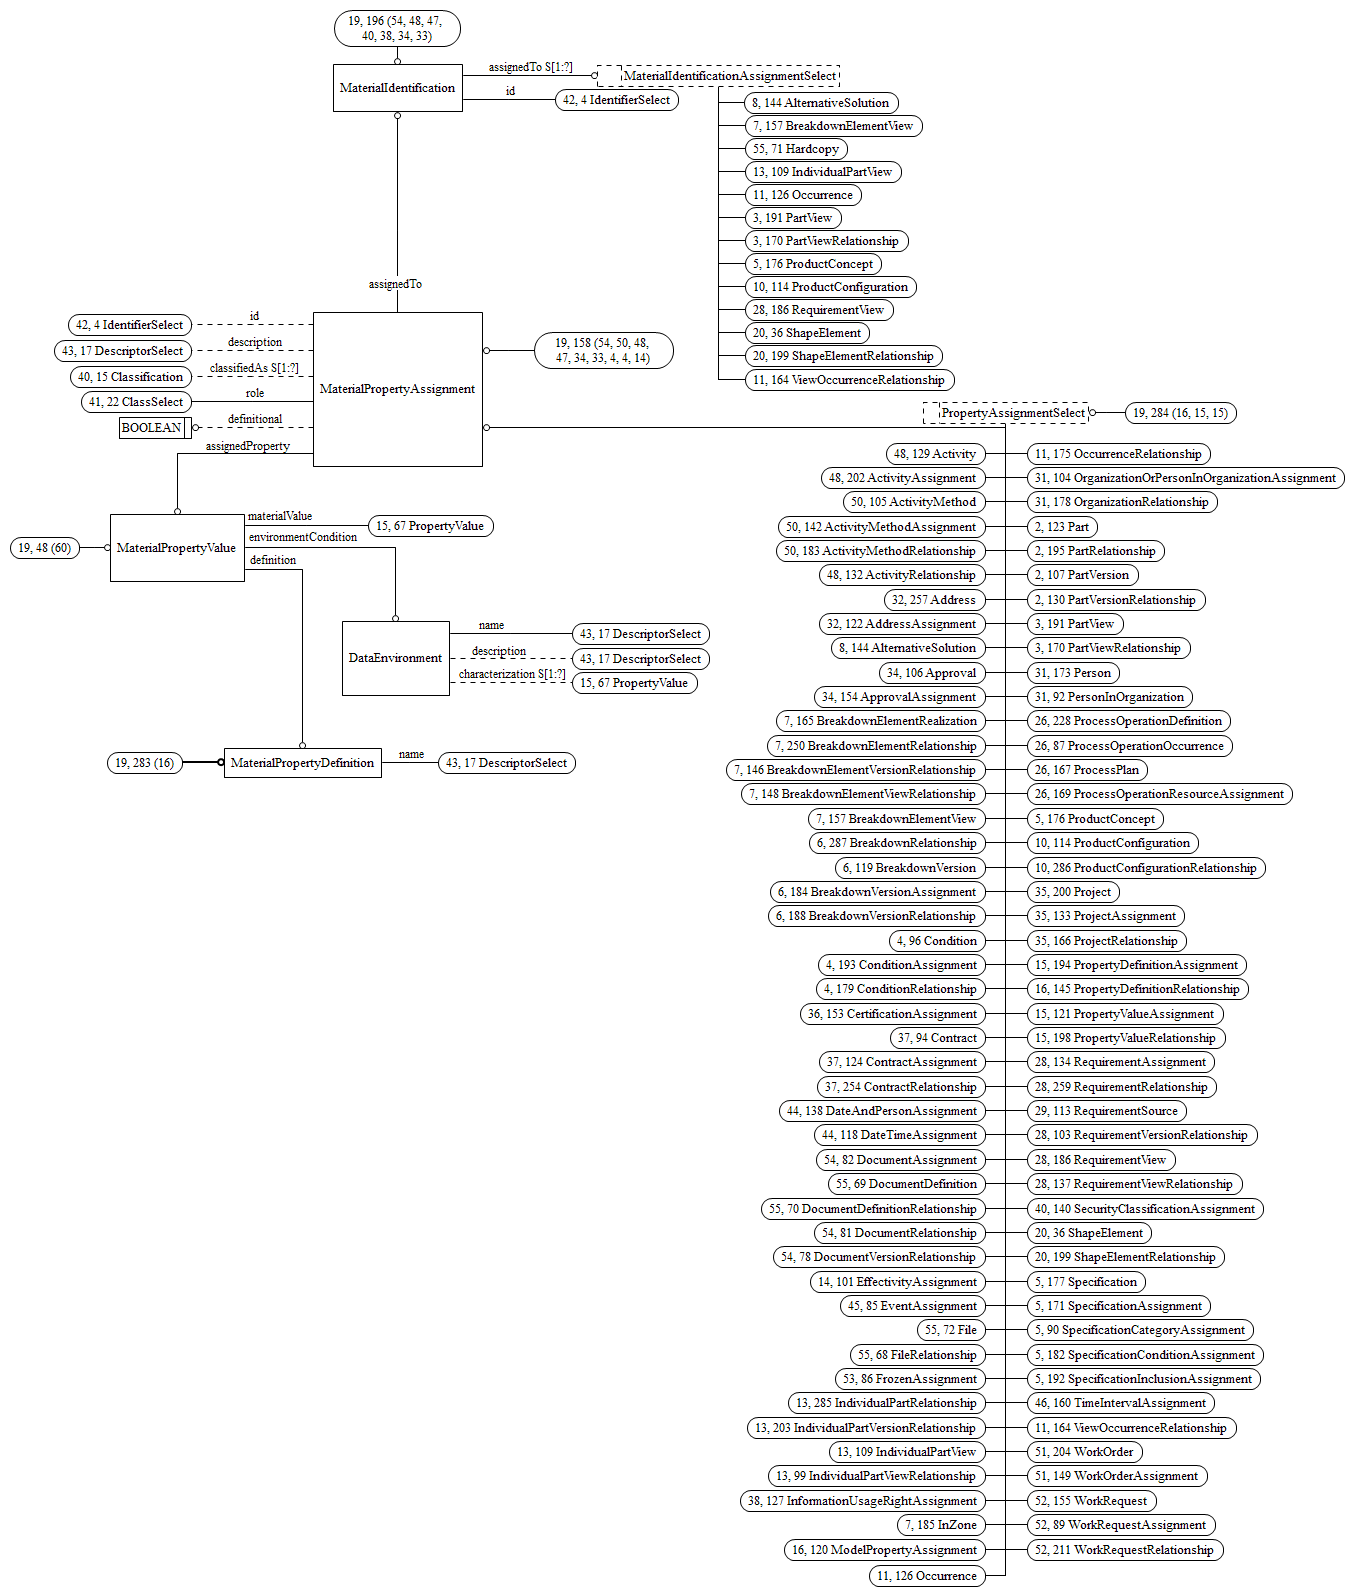 19, 196 (54, 48, 47,
40, 38, 34, 33)
MaterialIdentification
assignedTo S[1:?]
MaterialIdentificationAssignmentSelect
id
42, 4 IdentifierSelect
8, 144 AlternativeSolution
7, 157 BreakdownElementView
55, 71 Hardcopy
13, 109 IndividualPartView
11, 126 Occurrence
3, 191 PartView
3, 170 PartViewRelationship
5, 176 ProductConcept
10, 114 ProductConfiguration
28, 186 RequirementView
20, 36 ShapeElement
20, 199 ShapeElementRelationship
11, 164 ViewOccurrenceRelationship
assignedTo
42, 4 IdentifierSelect
id
43, 17 DescriptorSelect
description
40, 15 Classification
classifiedAs S[1:?]
41, 22 ClassSelect
role
BOOLEAN
definitional
assignedProperty
MaterialPropertyAssignment
19, 158 (54, 50, 48,
47, 34, 33, 4, 4, 14)
PropertyAssignmentSelect
19, 284 (16, 15, 15)
19, 48 (60)
MaterialPropertyValue
materialValue
15, 67 PropertyValue
environmentCondition
definition
DataEnvironment
name
43, 17 DescriptorSelect
description
43, 17 DescriptorSelect
characterization S[1:?]
15, 67 PropertyValue
19, 283 (16)
MaterialPropertyDefinition
name
43, 17 DescriptorSelect
48, 129 Activity
48, 202 ActivityAssignment
50, 105 ActivityMethod
50, 142 ActivityMethodAssignment
50, 183 ActivityMethodRelationship
48, 132 ActivityRelationship
32, 257 Address
32, 122 AddressAssignment
8, 144 AlternativeSolution
34, 106 Approval
34, 154 ApprovalAssignment
7, 165 BreakdownElementRealization
7, 250 BreakdownElementRelationship
7, 146 BreakdownElementVersionRelationship
7, 148 BreakdownElementViewRelationship
7, 157 BreakdownElementView
6, 287 BreakdownRelationship
6, 119 BreakdownVersion
6, 184 BreakdownVersionAssignment
6, 188 BreakdownVersionRelationship
4, 96 Condition
4, 193 ConditionAssignment
4, 179 ConditionRelationship
36, 153 CertificationAssignment
37, 94 Contract
37, 124 ContractAssignment
37, 254 ContractRelationship
44, 138 DateAndPersonAssignment
44, 118 DateTimeAssignment
54, 82 DocumentAssignment
55, 69 DocumentDefinition
55, 70 DocumentDefinitionRelationship
54, 81 DocumentRelationship
54, 78 DocumentVersionRelationship
14, 101 EffectivityAssignment
45, 85 EventAssignment
55, 72 File
55, 68 FileRelationship
53, 86 FrozenAssignment
13, 285 IndividualPartRelationship
13, 203 IndividualPartVersionRelationship
13, 109 IndividualPartView
13, 99 IndividualPartViewRelationship
38, 127 InformationUsageRightAssignment
7, 185 InZone
16, 120 ModelPropertyAssignment
11, 126 Occurrence
11, 175 OccurrenceRelationship
31, 104 OrganizationOrPersonInOrganizationAssignment
31, 178 OrganizationRelationship
2, 123 Part
2, 195 PartRelationship
2, 107 PartVersion
2, 130 PartVersionRelationship
3, 191 PartView
3, 170 PartViewRelationship
31, 173 Person
31, 92 PersonInOrganization
26, 228 ProcessOperationDefinition
26, 87 ProcessOperationOccurrence
26, 167 ProcessPlan
26, 169 ProcessOperationResourceAssignment
5, 176 ProductConcept
10, 114 ProductConfiguration
10, 286 ProductConfigurationRelationship
35, 200 Project
35, 133 ProjectAssignment
35, 166 ProjectRelationship
15, 194 PropertyDefinitionAssignment
16, 145 PropertyDefinitionRelationship
15, 121 PropertyValueAssignment
15, 198 PropertyValueRelationship
28, 134 RequirementAssignment
28, 259 RequirementRelationship
29, 113 RequirementSource
28, 103 RequirementVersionRelationship
28, 186 RequirementView
28, 137 RequirementViewRelationship
40, 140 SecurityClassificationAssignment
20, 36 ShapeElement
20, 199 ShapeElementRelationship
5, 177 Specification
5, 171 SpecificationAssignment
5, 90 SpecificationCategoryAssignment
5, 182 SpecificationConditionAssignment
5, 192 SpecificationInclusionAssignment
46, 160 TimeIntervalAssignment
11, 164 ViewOccurrenceRelationship
51, 204 WorkOrder
51, 149 WorkOrderAssignment
52, 155 WorkRequest
52, 89 WorkRequestAssignment
52, 211 WorkRequestRelationship